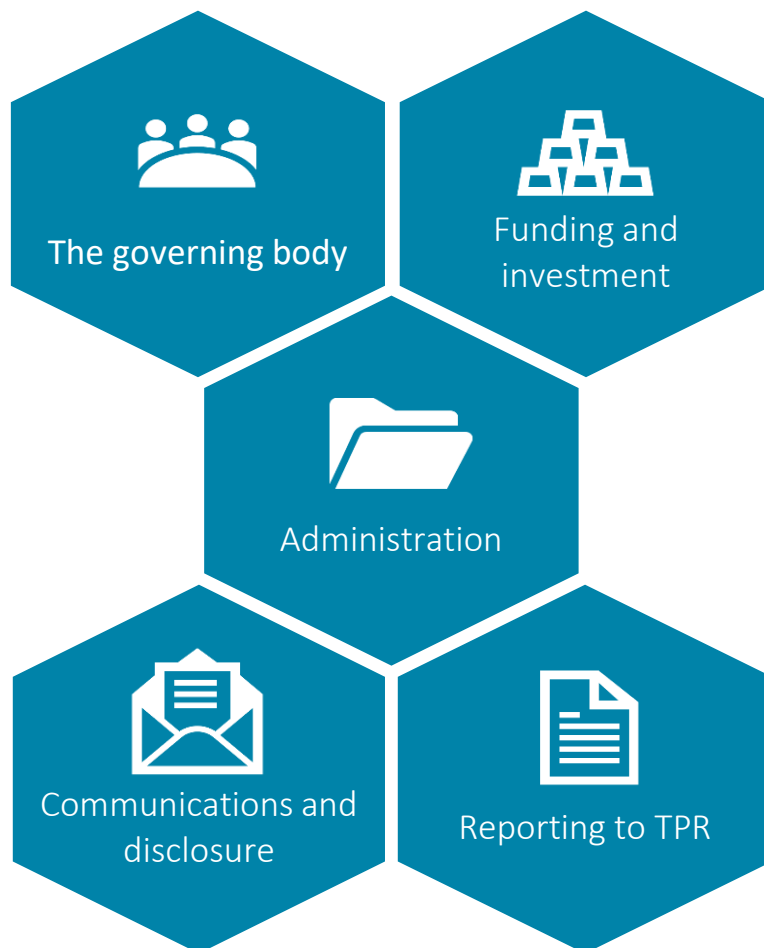 The governing body
Funding and
investment
Administration
Communications and
disclosure
Reporting to TPR